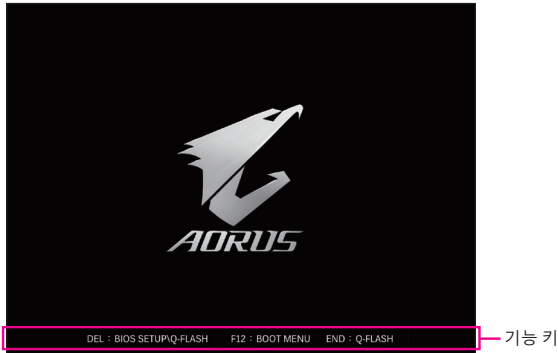 AORUS
DEL : BIOS SETUP\Q-FLASH F12 : BOOT MENU END : Q-FLASH
기능 키